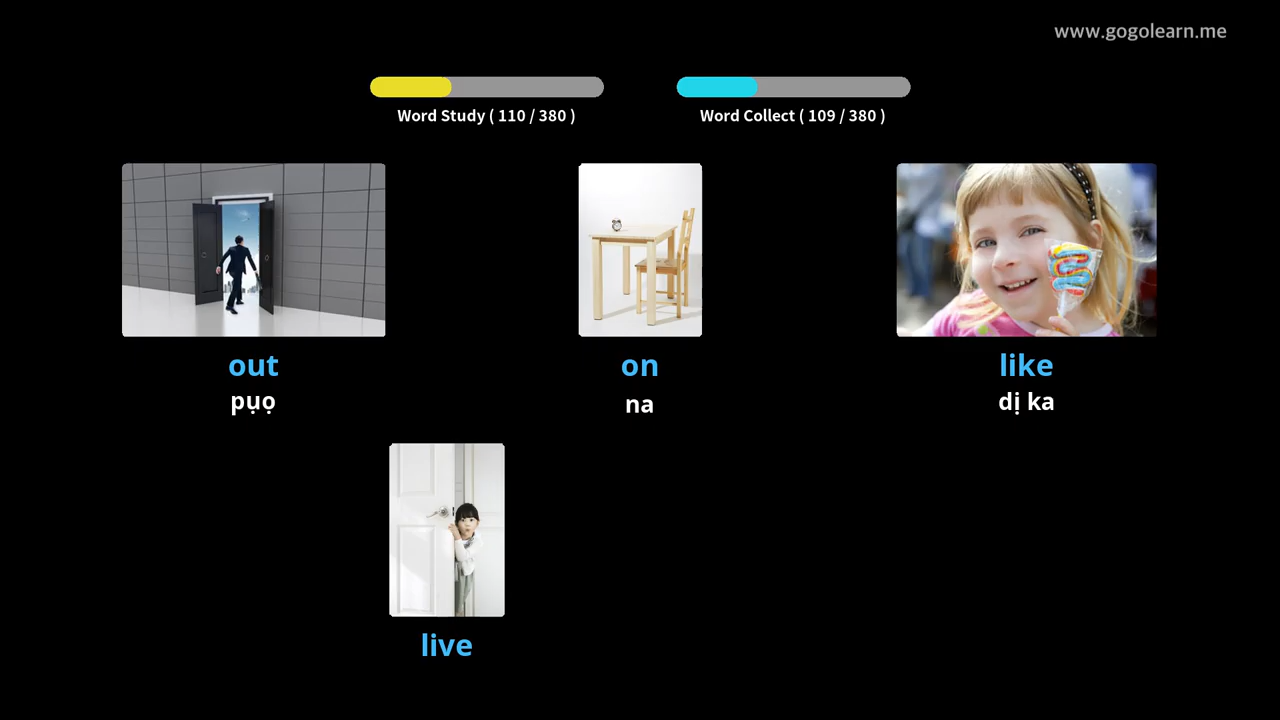 www.gogolearn.me
Word Study ( 110 / 380 )
Word Collect ( 109 / 380 )
out
on
like
pụọ
na
dị ka
live